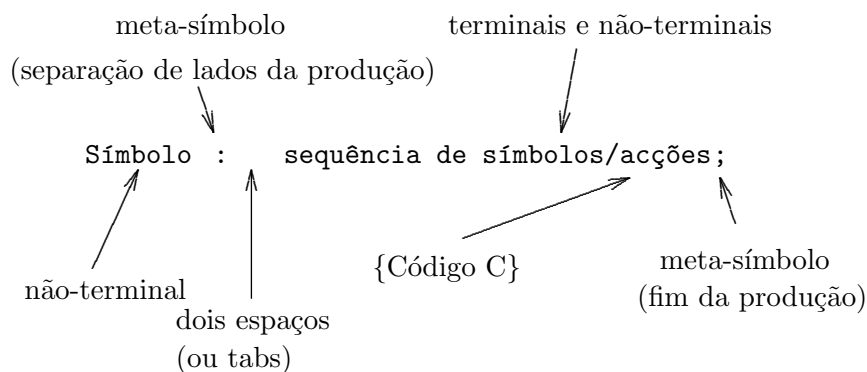 meta-símbolo
terminais e não-terminais
(separação de lados da produção)
Símbolo : sequência de símbolos/acções;
{Código C}
meta-símbolo
não-terminal
(fim da produção)
dois espaços
(ou tabs)